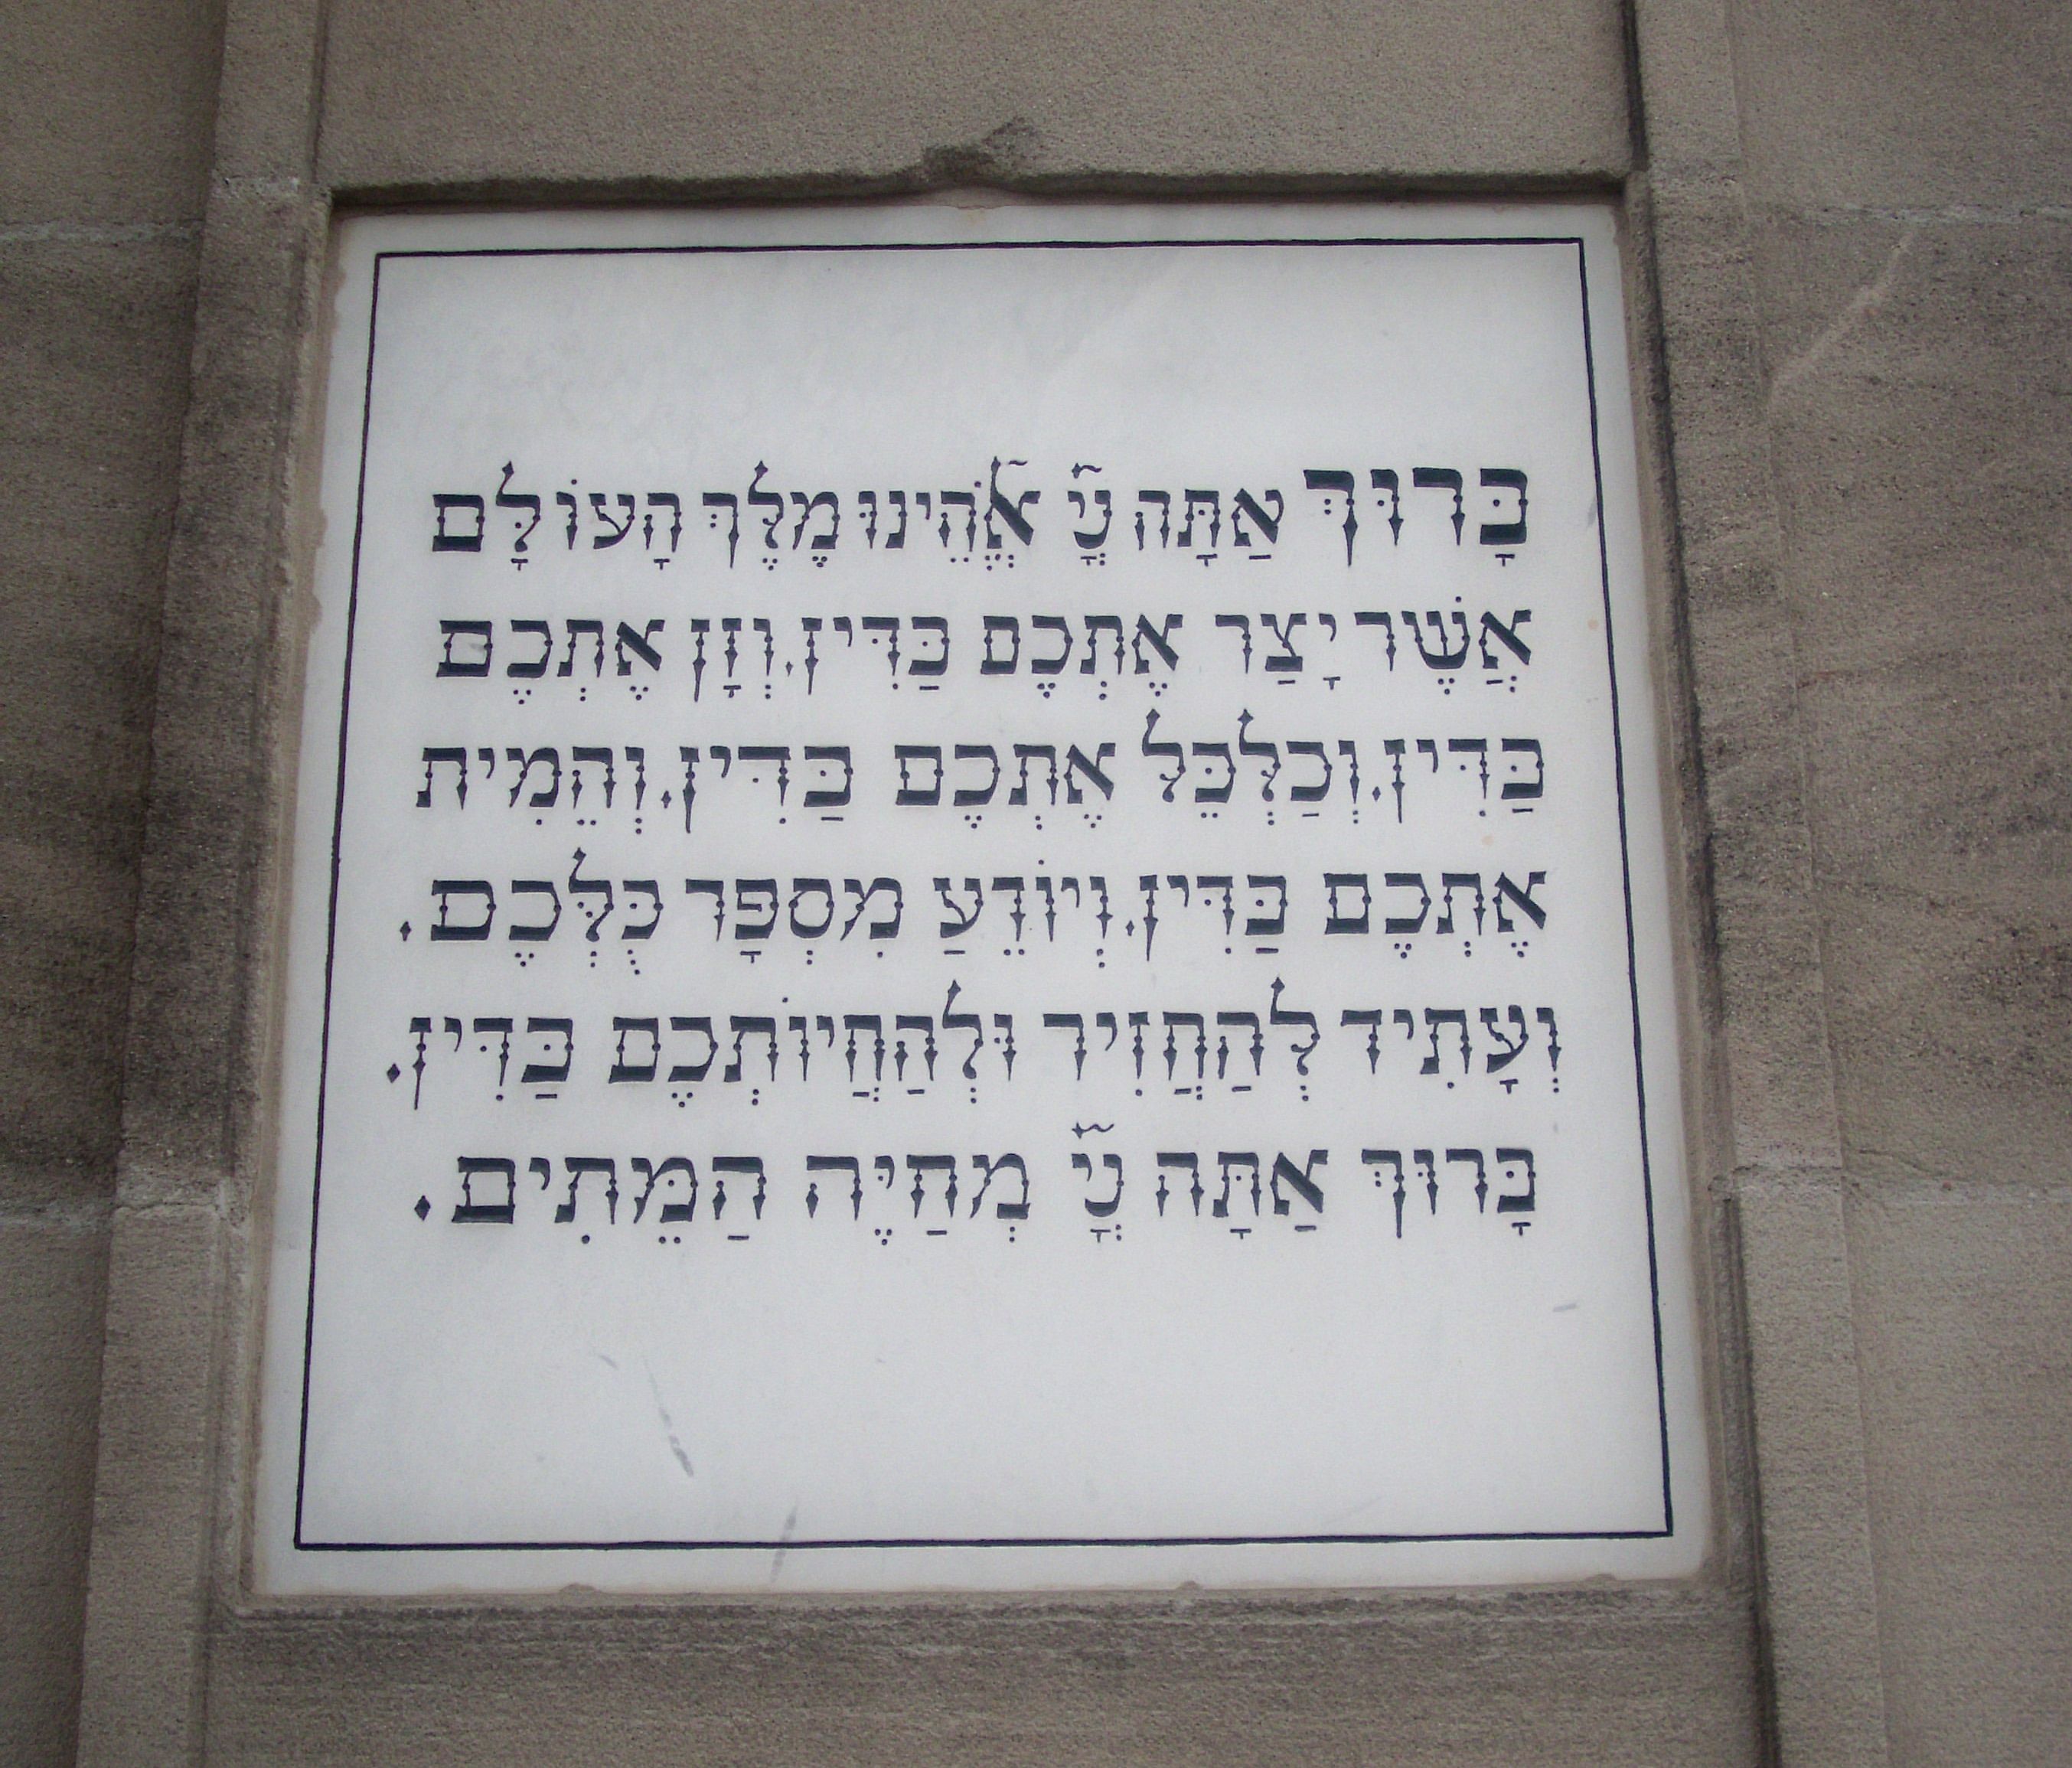 בָּרוּךְ אַתָּה יְיָ אֱלֹהֵינוּ מֶלֶךְ הָעוֹלָם
אֲשֶׁר יָצַר אֶתְכֶם בַּדִּין. וְזָן אֶתְכֶם
בַּדִּין. וְכִלְכֵּל אֶתְכֶם בַּדִּין. וְהֵמִית
אֶתְכֶם בַּדִּין. וְיוֹדֵעַ מִסְפָּר כֻּלְּכֶם.
וְעָתִיד לְהַחֲזִיר וּלְהַחֲיוֹתְכֶם בַּדִּין.
בָּרוּךְ אַתָּה יְיָ מְחַיֶּה הַמֵּתִים.